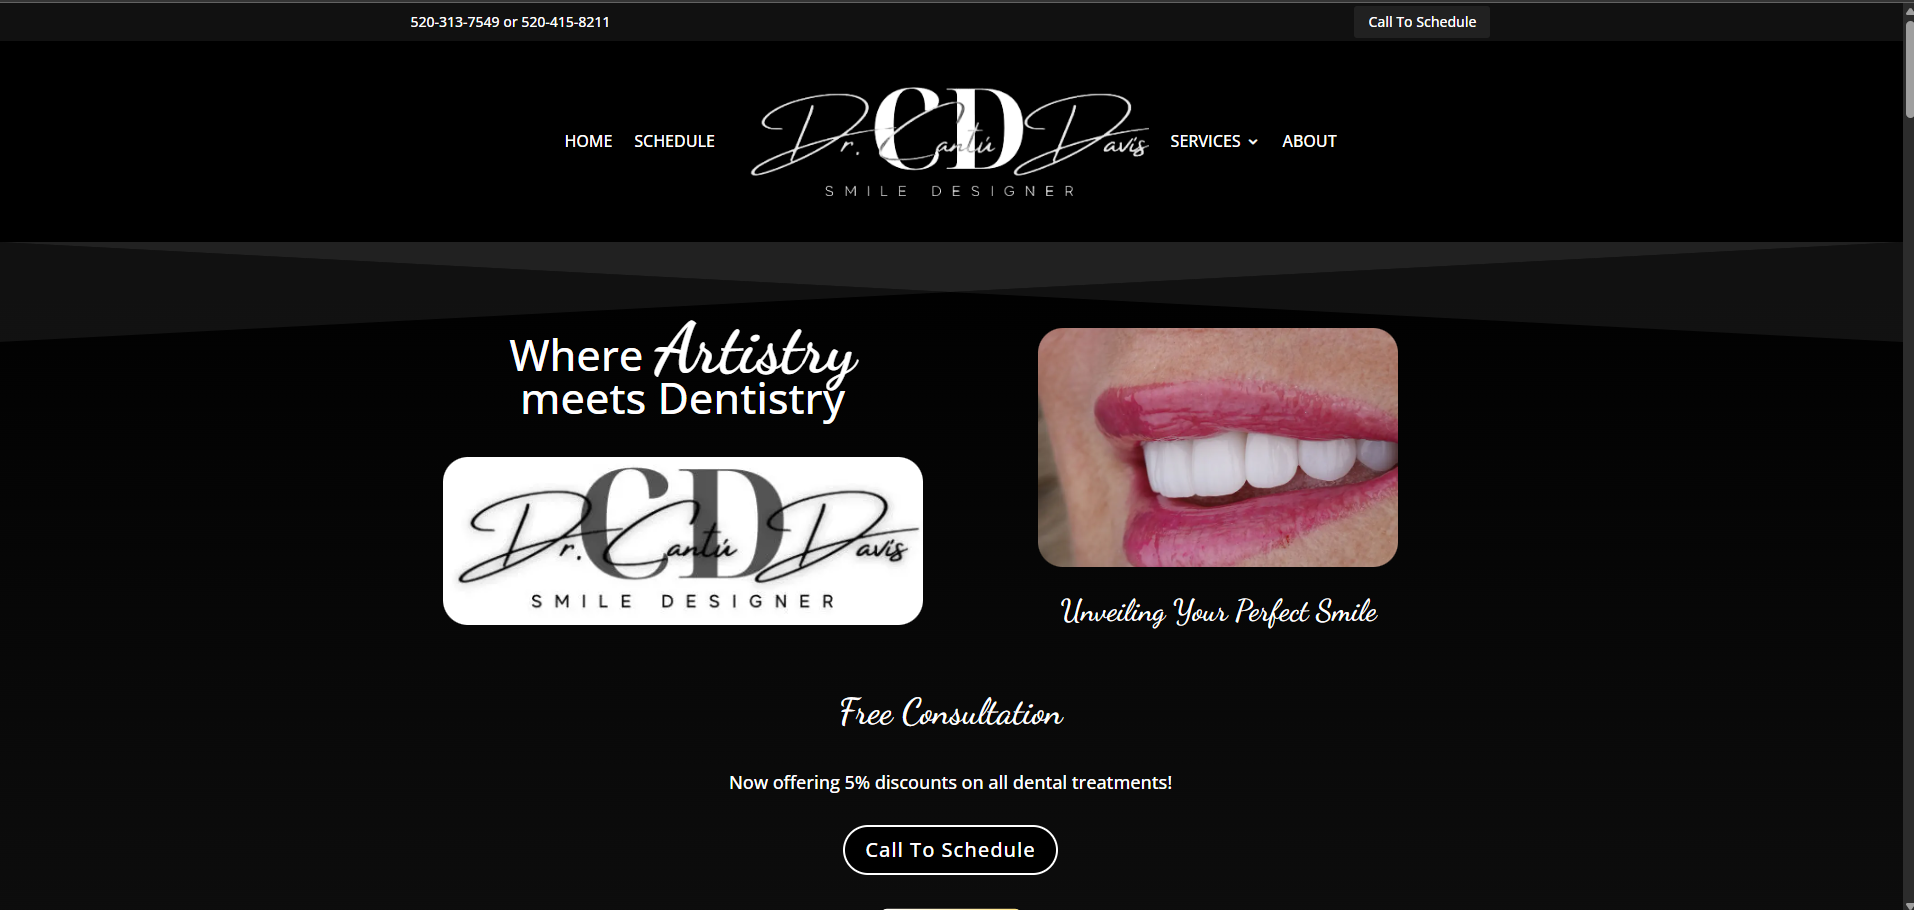 520-313-7549 or 520-415-8211
Call To Schedule
HOME
SCHEDULE
CD
Dr. Cantú Davis
SMILE DESIGNER
SERVICES
ABOUT
Where Artistry
meets Dentistry
CD
Dr. Cantú Davis
SMILE DESIGNER
Unveiling Your Perfect Smile
Free Consultation
Now offering 5% discounts on all dental treatments!
Call To Schedule